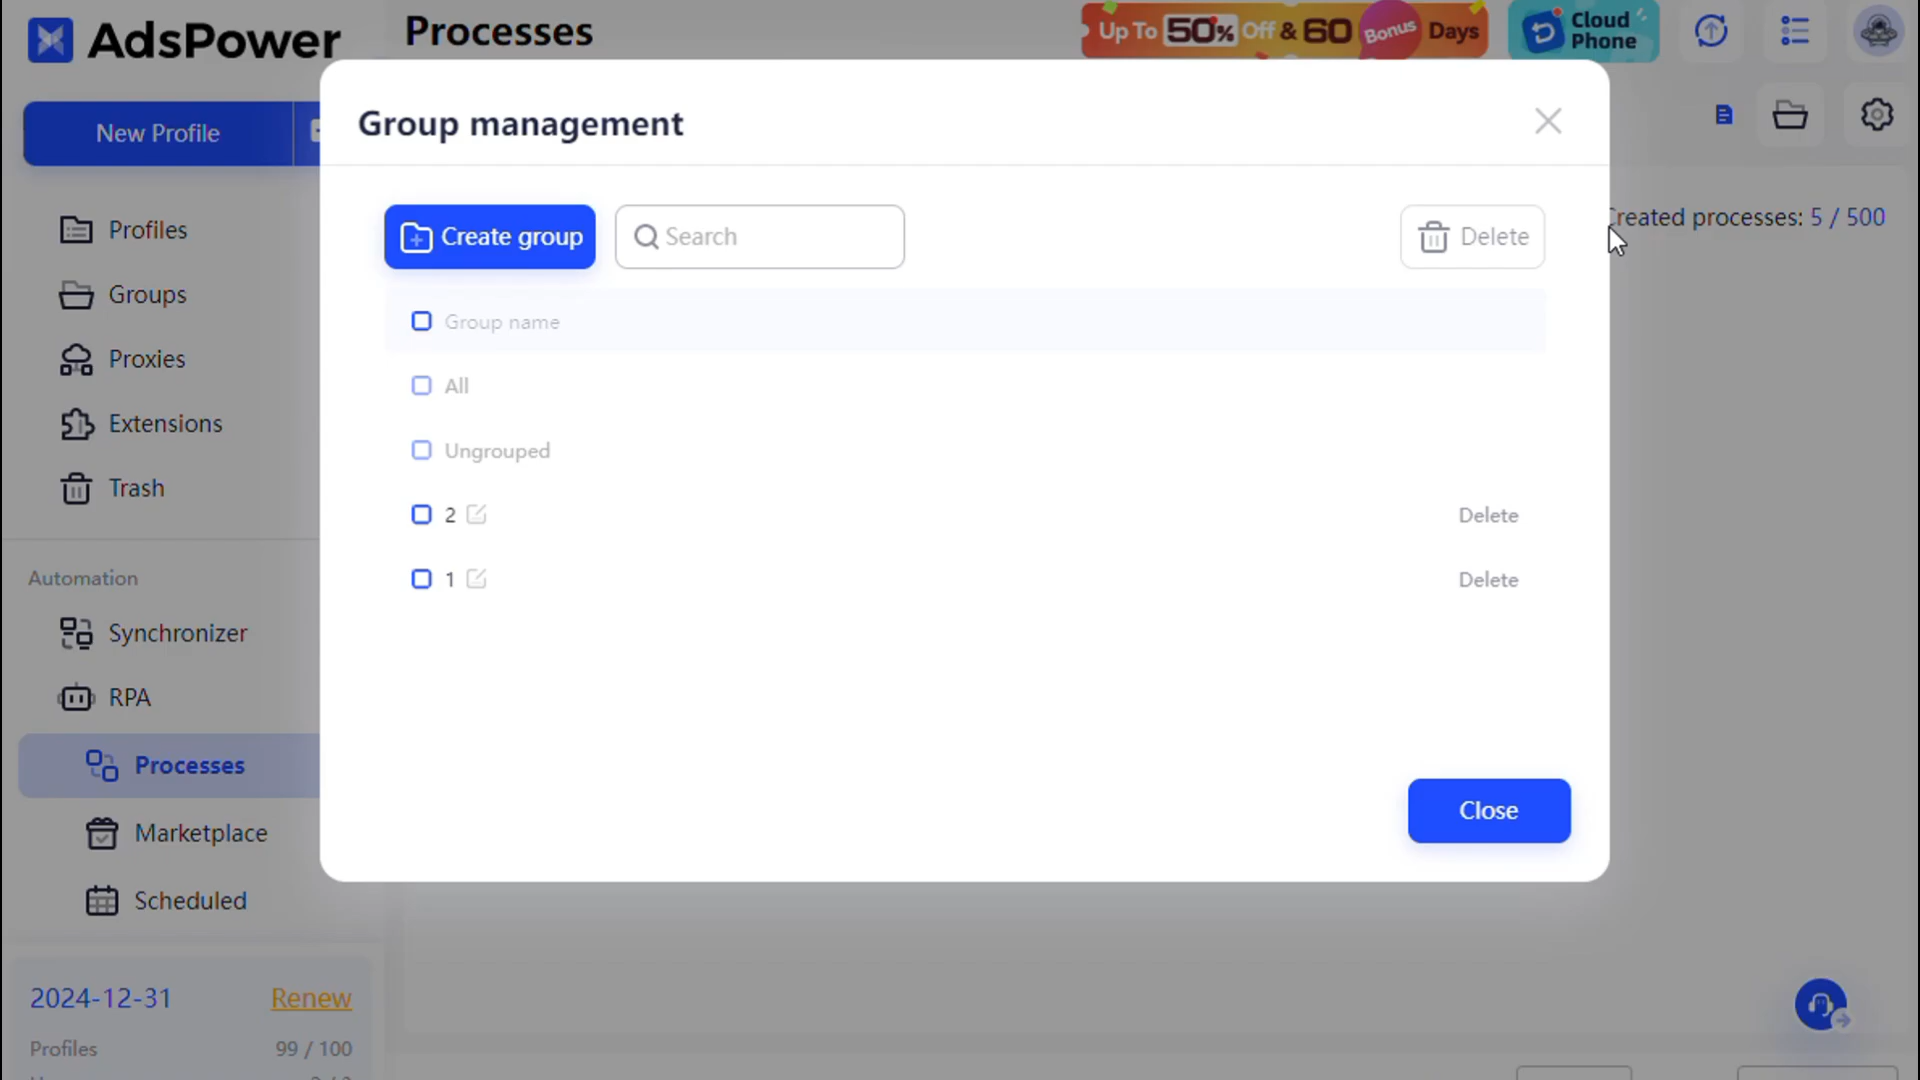 AdsPower
Processes
Up To 50% Off & 60 Bonus Days
Cloud
Phone
New Profile
Group management
Create group
Search
Delete
Created processes: 5 / 500
Profiles
Groups
Proxies
Extensions
Trash
Group name
All
Ungrouped
2
Delete
1
Delete
Automation
Synchronizer
RPA
Processes
Marketplace
Scheduled
Close
2024-12-31
Renew
Profiles
99 / 100